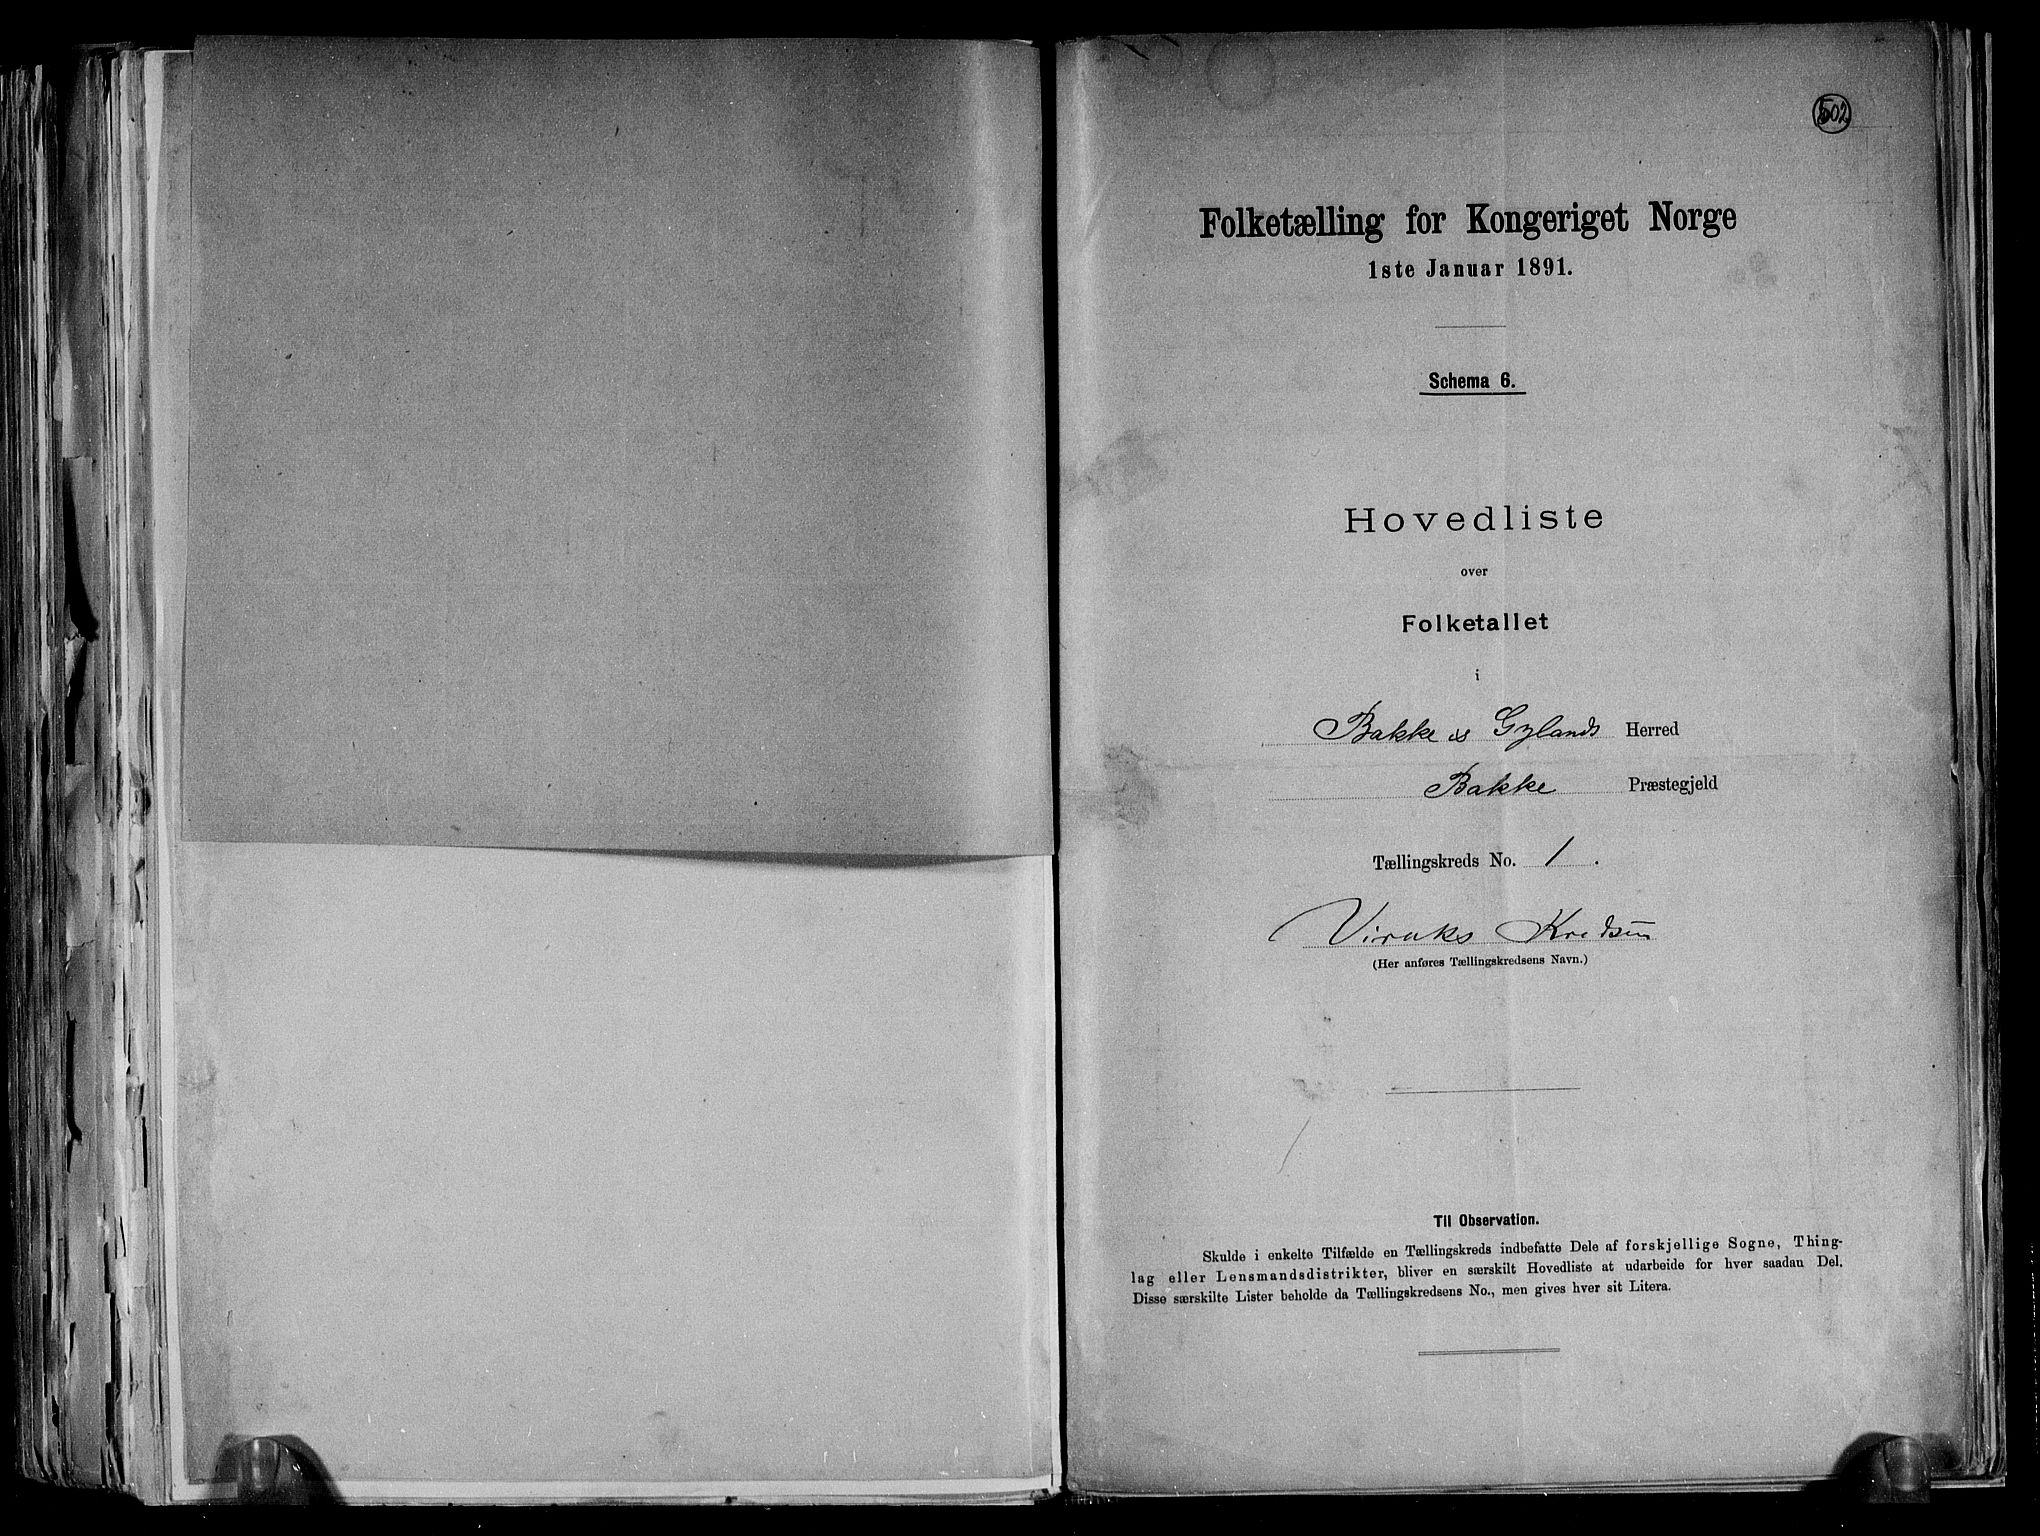 502
Folketælling for Kongeriget Norge
1ste Januar 1891.
Schema 6.
Hovedliste
over
Folketallet
i
Bakke & Gylands Herred
Bakke Præstegjeld
Tællingskreds No. 1.
Viraks Kredsen
(Her anføres Tællingskredsens Navn.)
Til Observation.
Skulde i enkelte Tilfælde en Tællingskreds indbefatte Dele af forskjellige Sogne, Thing-
lag eller Lensmandsdistrikter, bliver en særskilt Hovedliste at udarbeide for hver saadan Del.
Disse særskilte Lister beholde da Tællingskredsens No., men gives hver sit Litera.